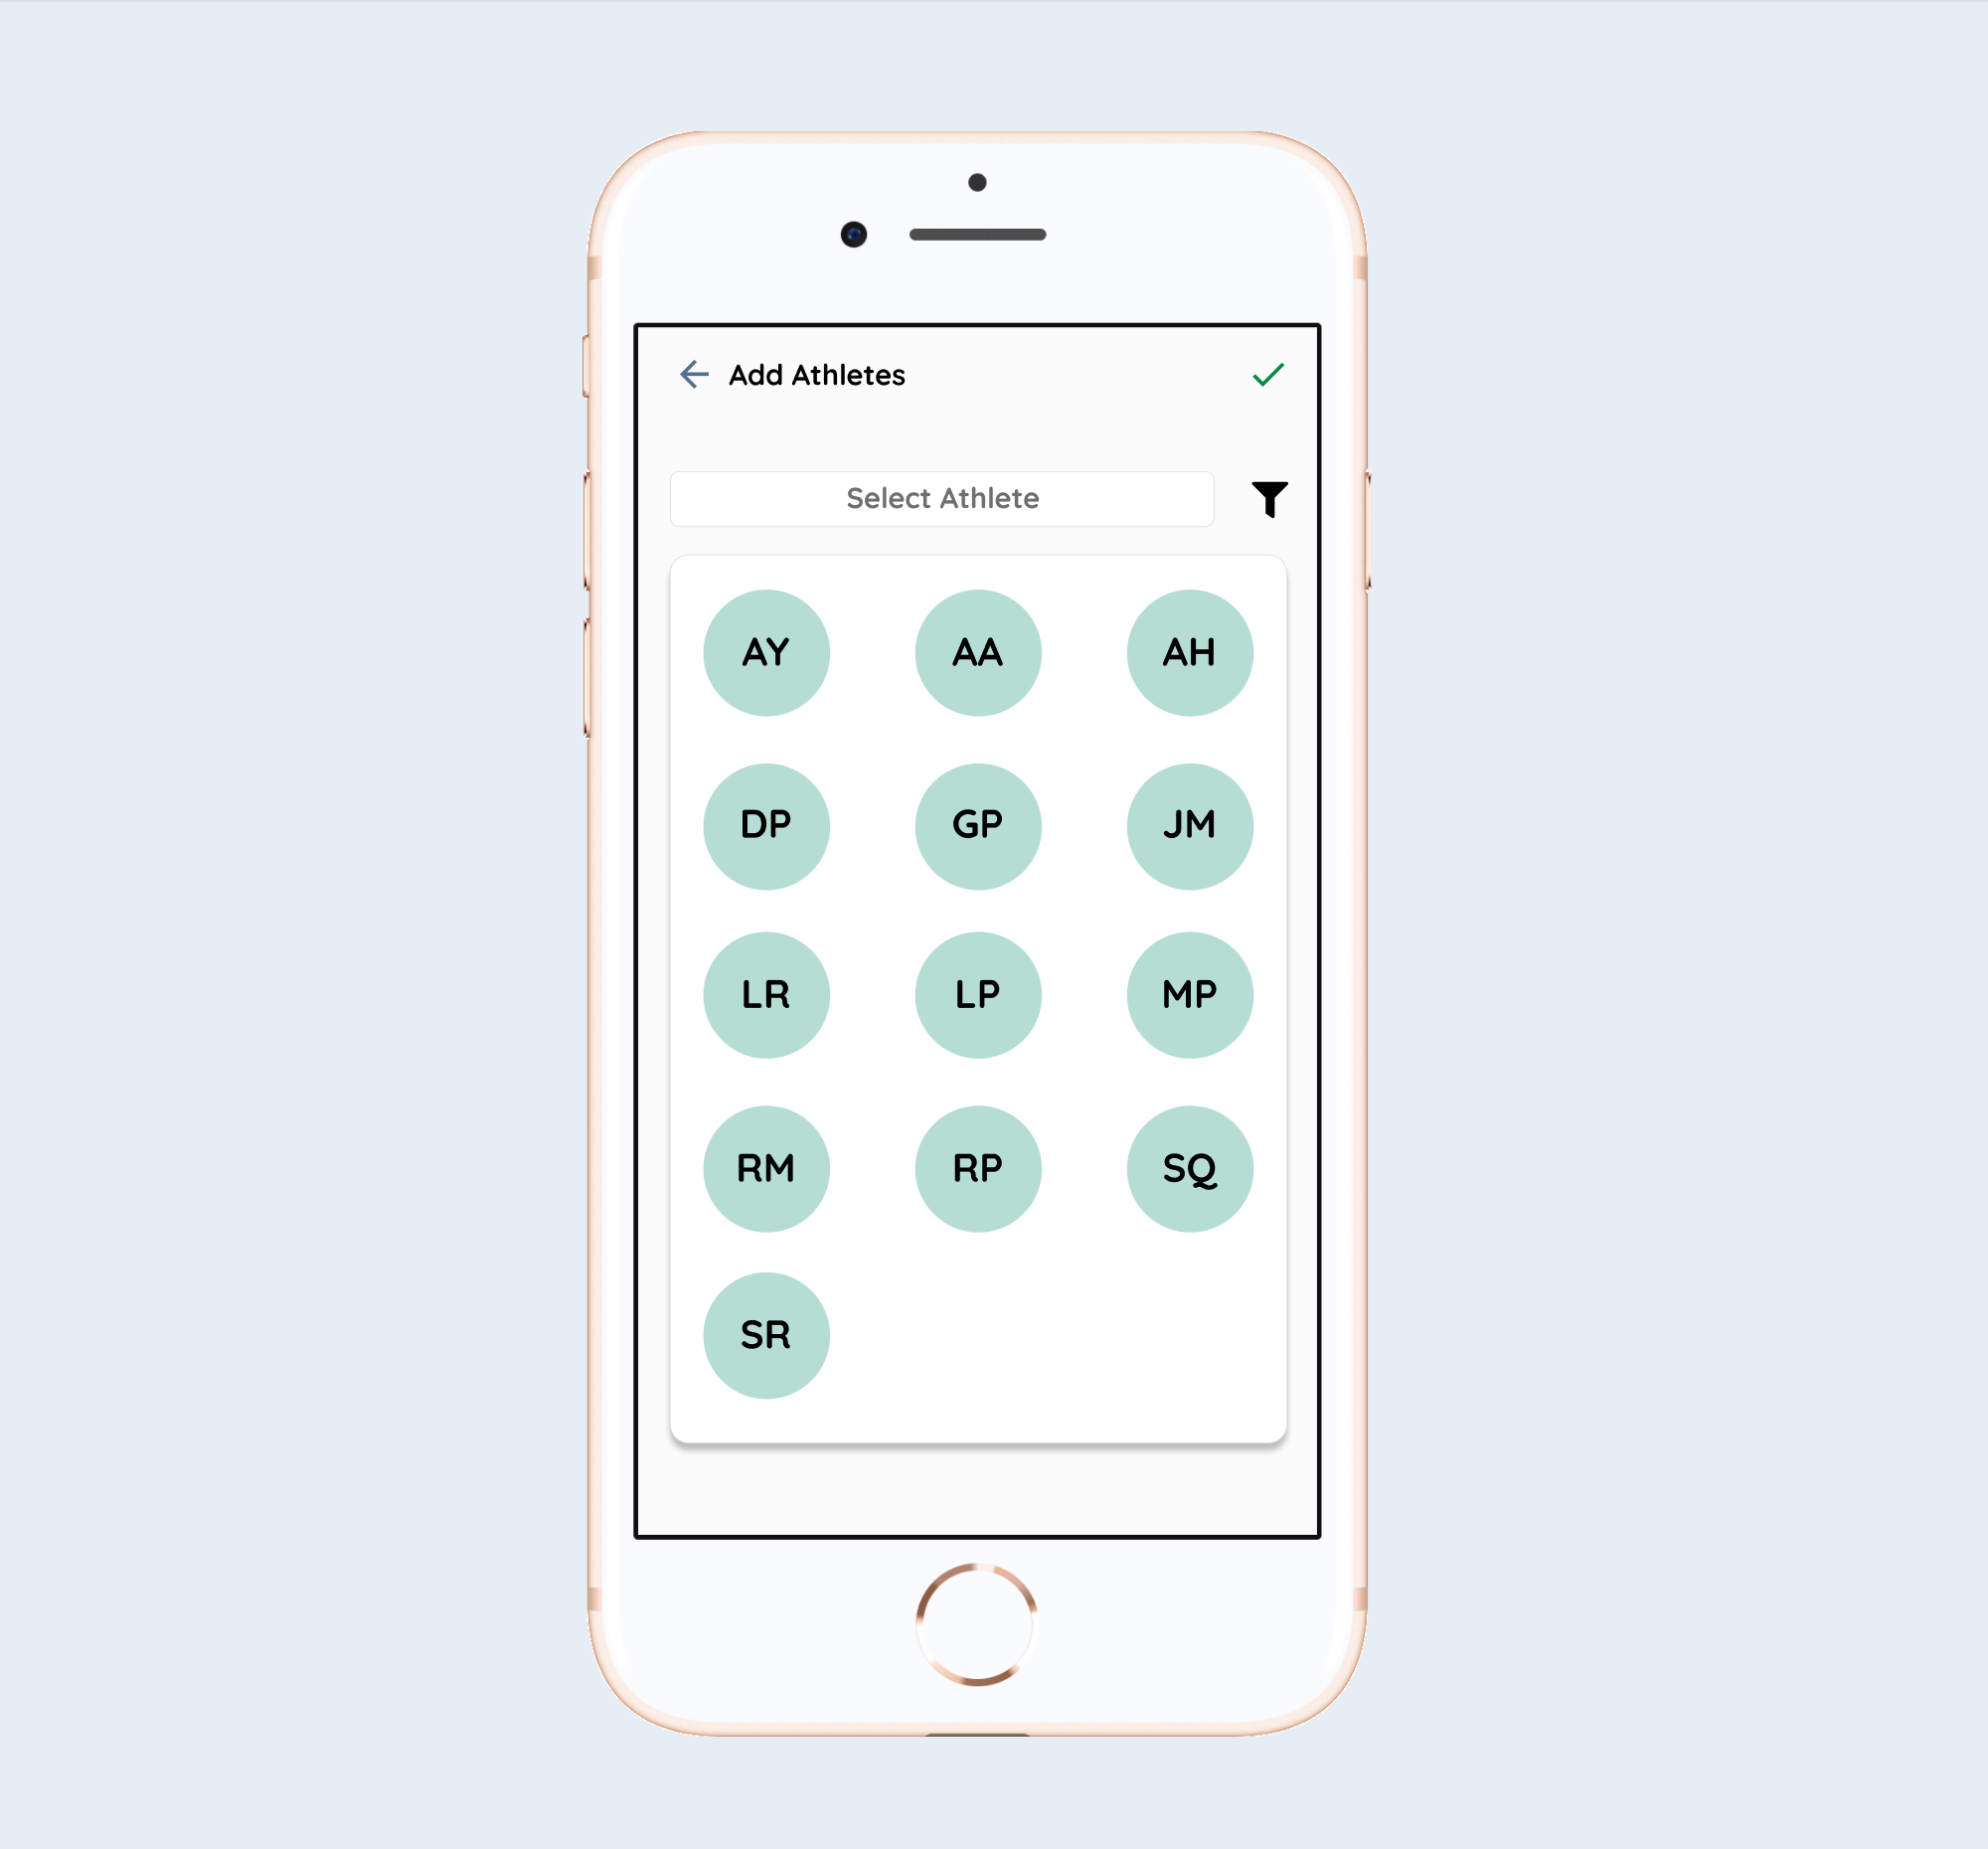 Add Athletes
Select Athlete
AY AA AH
DP GP JM
LR LP MP
RM RP SQ
SR